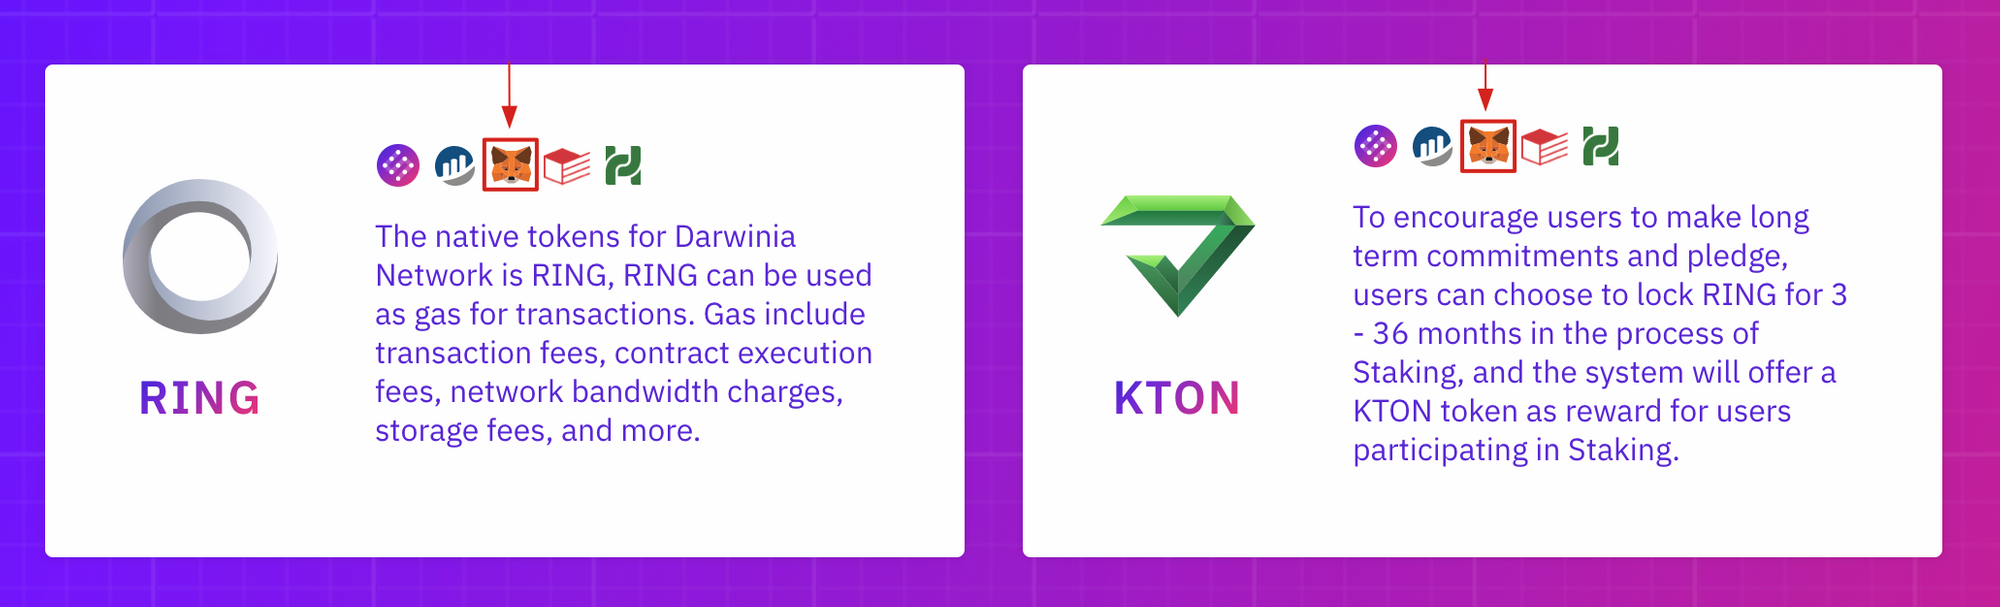 RING
The native tokens for Darwinia
Network is RING, RING can be used
as gas for transactions. Gas include
transaction fees, contract execution
fees, network bandwidth charges,
storage fees, and more.
KTON
To encourage users to make long
term commitments and pledge,
users can choose to lock RING for 3
- 36 months in the process of
Staking, and the system will offer a
KTON token as reward for users
participating in Staking.